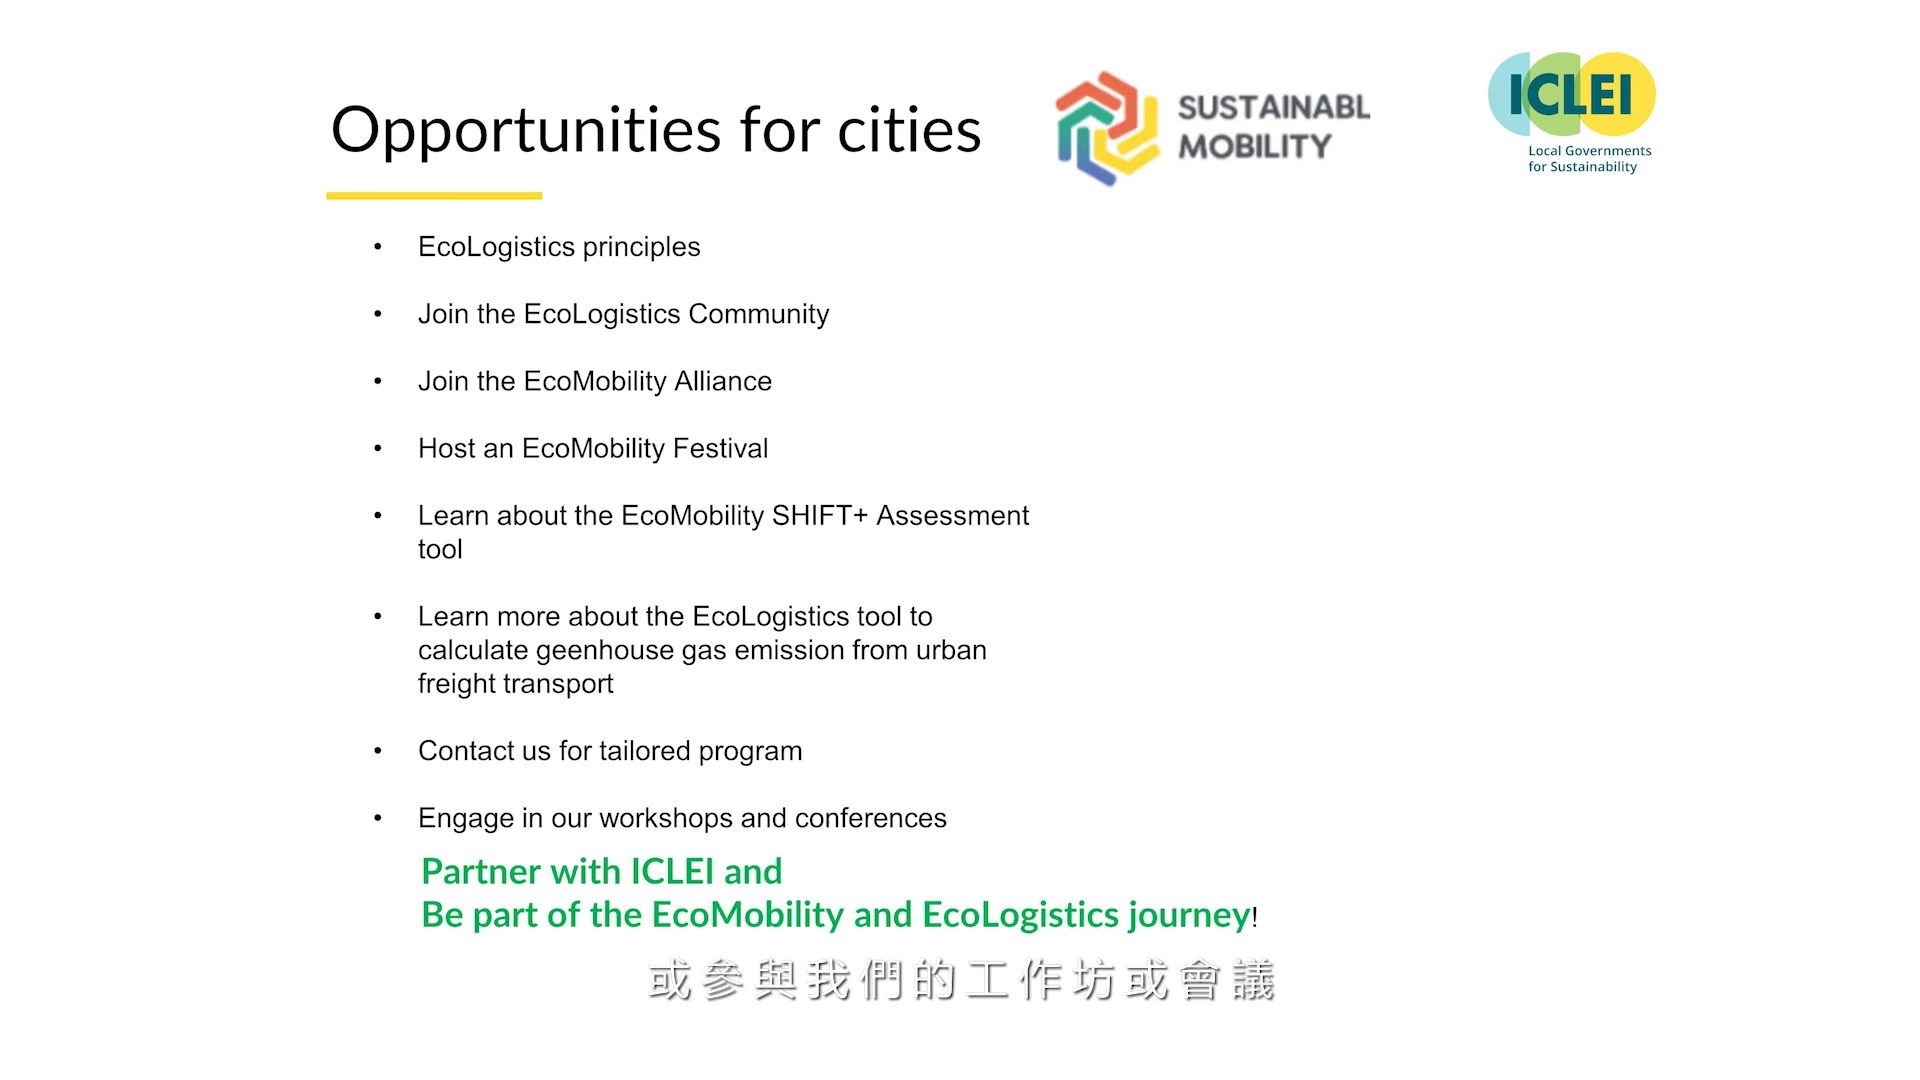 Opportunities for cities
SUSTAINABL
MOBILITY
ICLEI
Local Governments
for Sustainability
• EcoLogistics principles
• Join the EcoLogistics Community
• Join the EcoMobility Alliance
• Host an EcoMobility Festival
• Learn about the EcoMobility SHIFT+ Assessment
tool
• Learn more about the EcoLogistics tool to
calculate geenhouse gas emission from urban
freight transport
• Contact us for tailored program
• Engage in our workshops and conferences
Partner with ICLEI and
Be part of the EcoMobility and EcoLogistics journey!
或參與我們的工作坊或會議